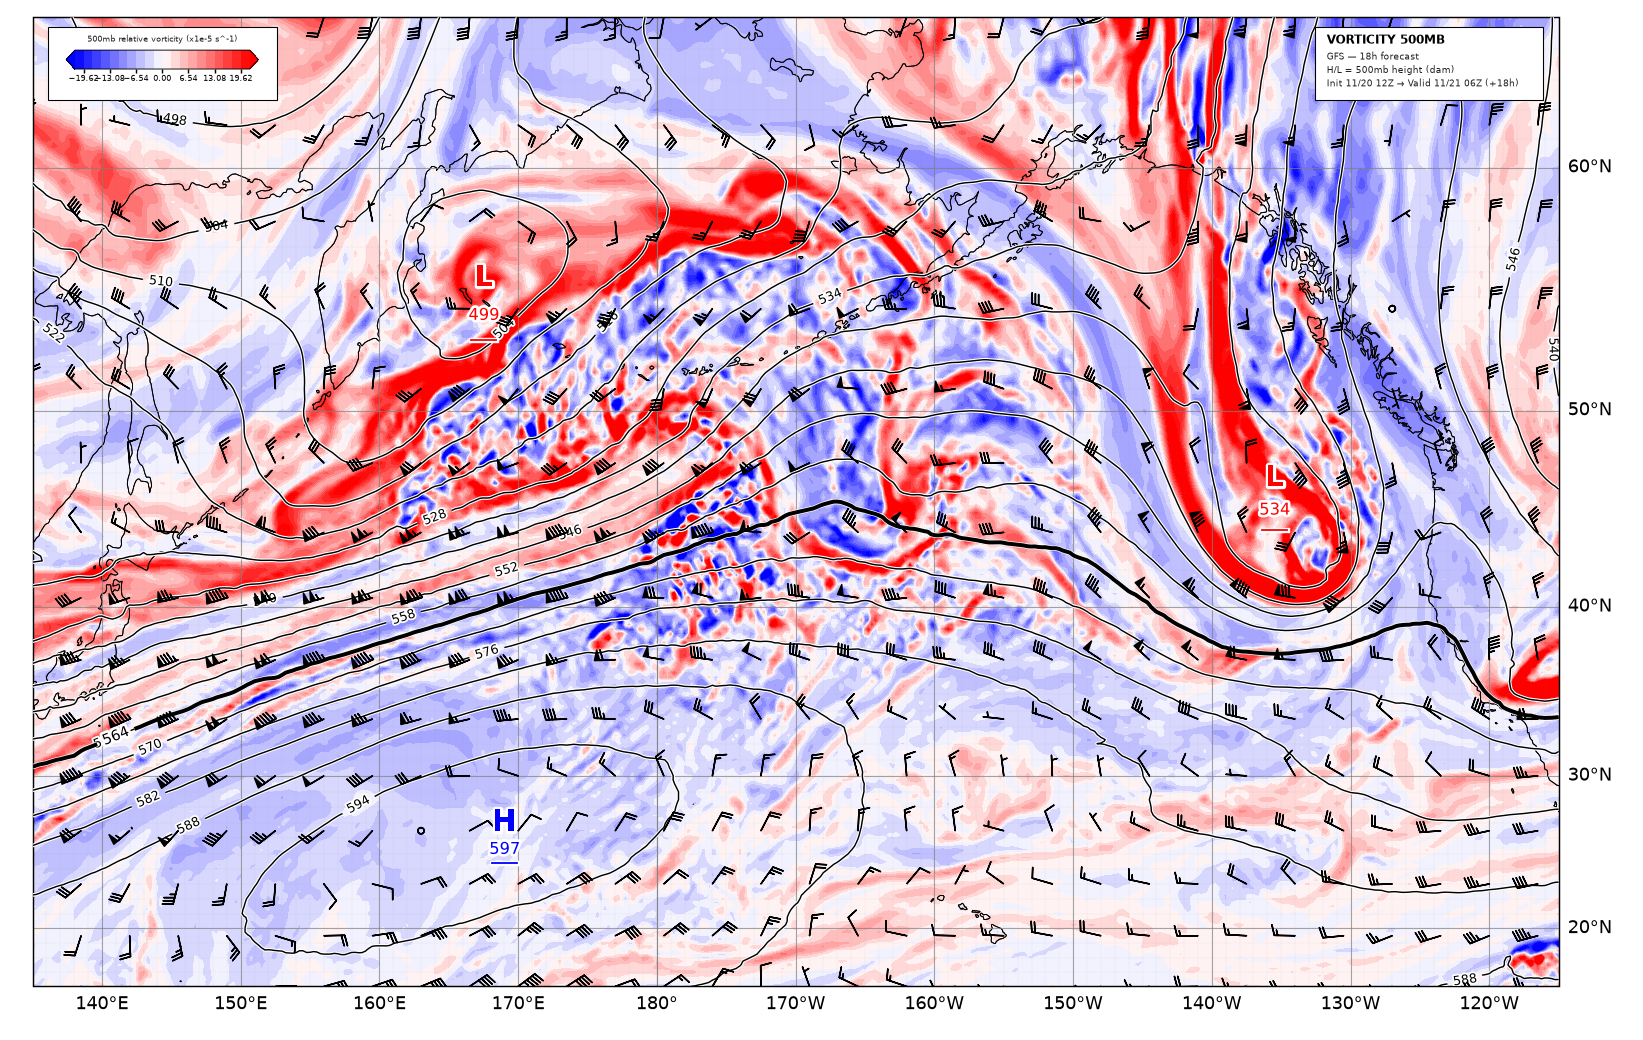 500mb relative vorticity (x1e-5 s^-1)
−19.62 −13.08 −6.54 0.00 6.54 13.08 19.62
VORTICITY 500MB
GFS — 18h forecast
H/L = 500mb height (dam)
Init 11/20 12Z → Valid 11/21 06Z (+18h)
498
504
510
522
546
540
534
L
499
504
L
534
528
546
552
558
576
564
570
582
588
594
H
597
588
60°N
50°N
40°N
30°N
20°N
140°E 150°E 160°E 170°E 180° 170°W 160°W 150°W 140°W 130°W 120°W